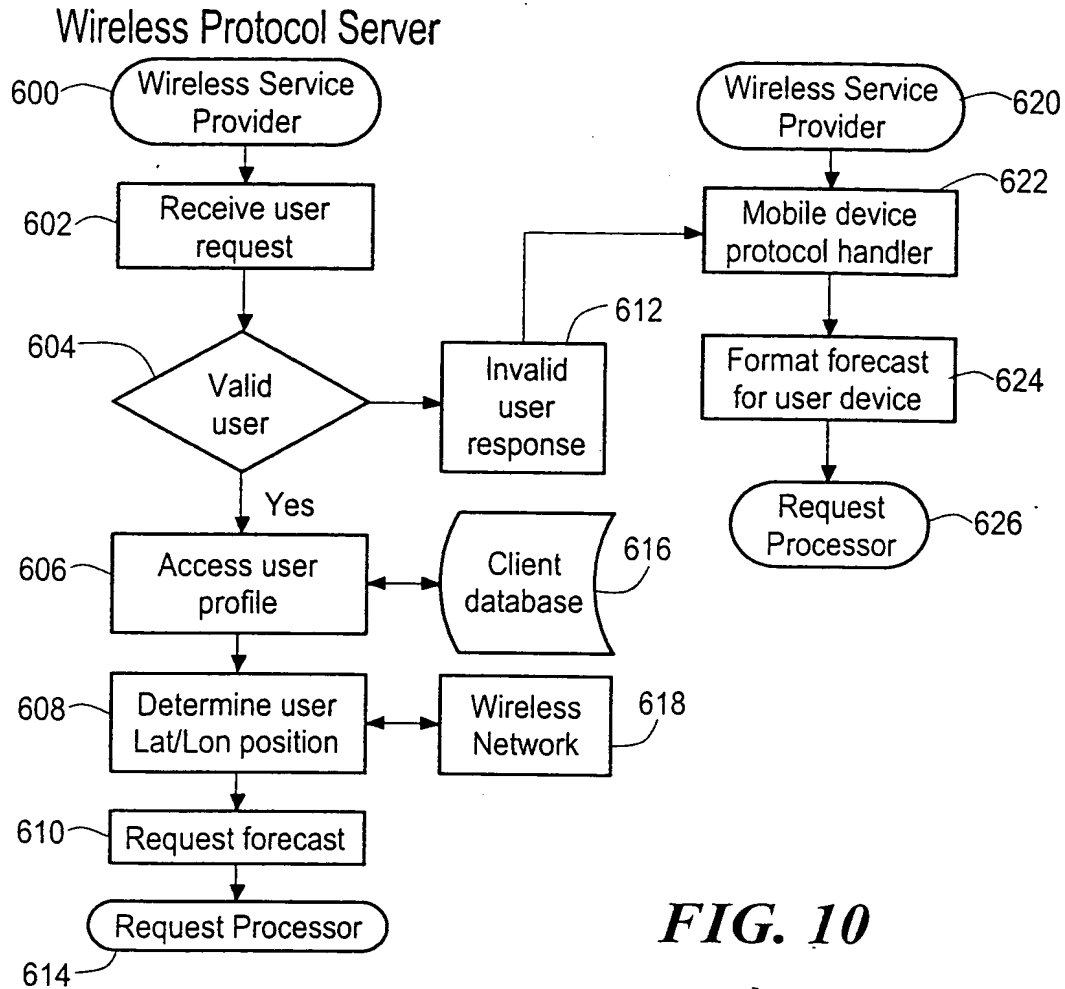 Wireless Protocol Server
600
Wireless Service
Provider
602
Receive user
request
604
Valid
user
612
Invalid
user
response
Yes
606
Access user
profile
616
Client
database
608
Determine user
Lat/Lon position
618
Wireless
Network
610
Request forecast
Request Processor
614
Wireless Service
Provider
620
622
Mobile device
protocol handler
Format forecast
for user device
624
Request
Processor
626
FIG. 10